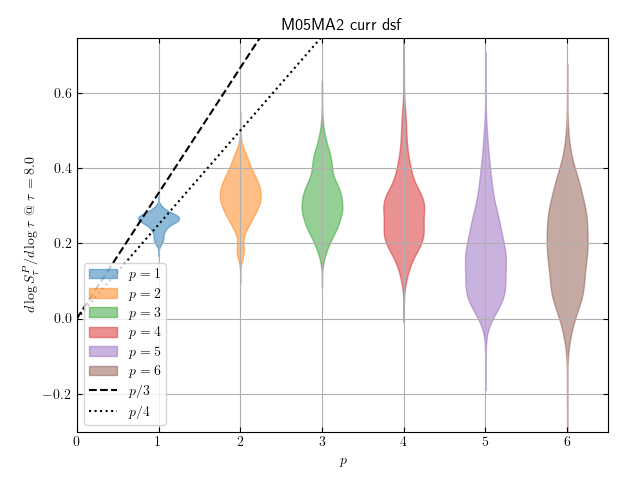 M05MA2 curr dsf
d log S_τ^P / d log τ @ τ = 8.0
0.6
0.4
0.2
0.0
−0.2
p = 1
p = 2
p = 3
p = 4
p = 5
p = 6
p/3
p/4
0 1 2 3 4 5 6
p